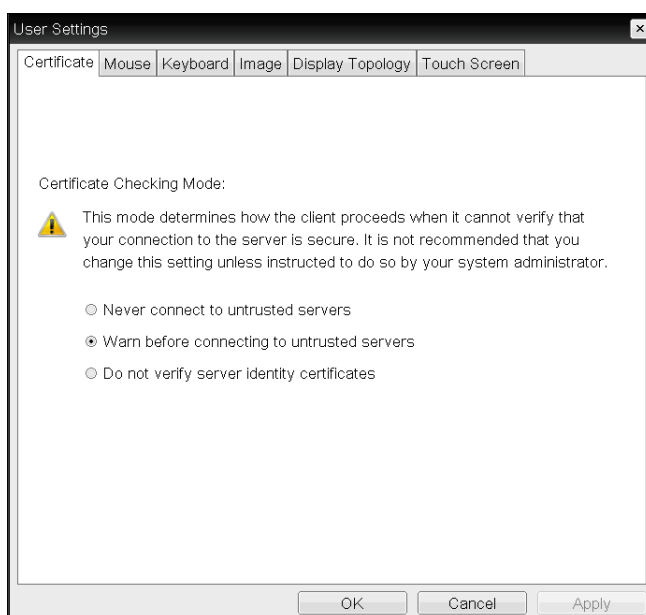 User Settings
Certificate Mouse Keyboard Image Display Topology Touch Screen
Certificate Checking Mode:
This mode determines how the client proceeds when it cannot verify that
your connection to the server is secure. It is not recommended that you
change this setting unless instructed to do so by your system administrator.
Never connect to untrusted servers
Warn before connecting to untrusted servers
Do not verify server identity certificates
OK Cancel Apply